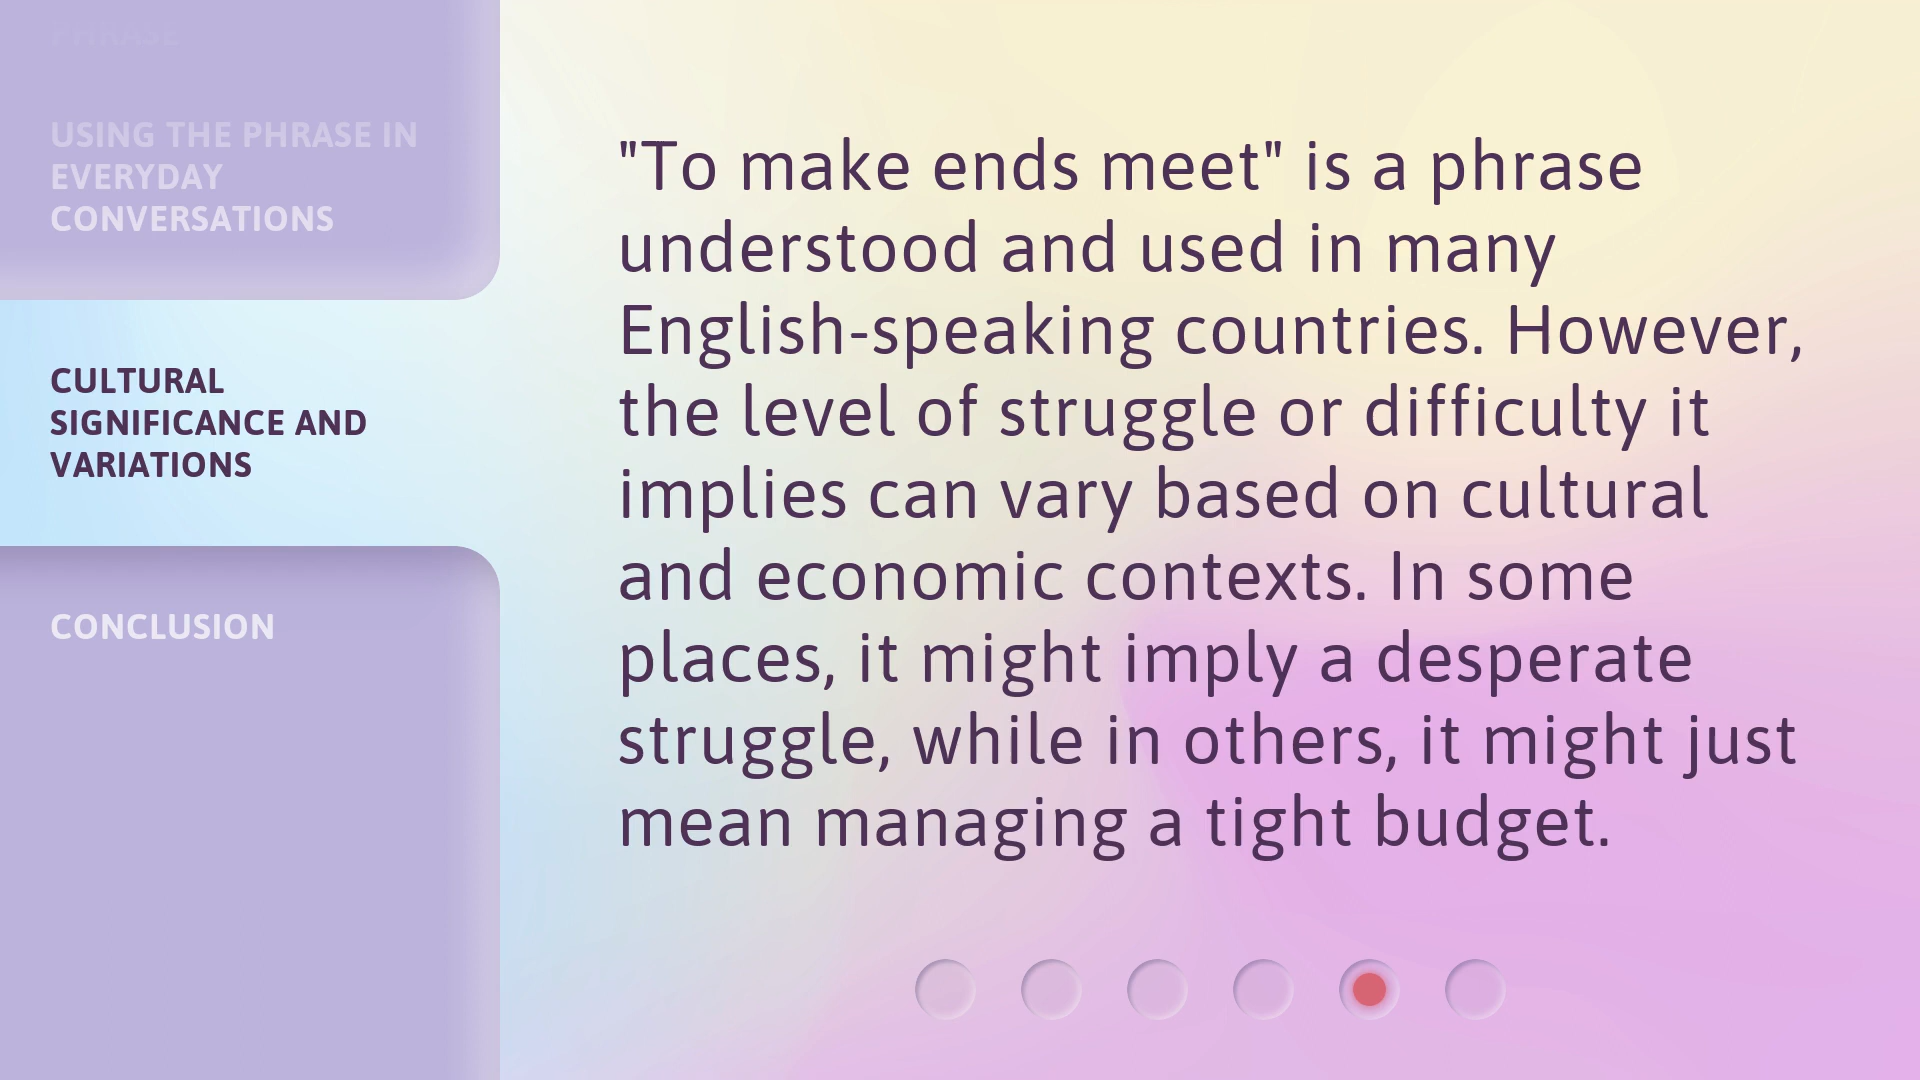 PHRASE
USING THE PHRASE IN
EVERYDAY
CONVERSATIONS
CULTURAL
SIGNIFICANCE AND
VARIATIONS
CONCLUSION
"To make ends meet" is a phrase
understood and used in many
English-speaking countries. However,
the level of struggle or difficulty it
implies can vary based on cultural
and economic contexts. In some
places, it might imply a desperate
struggle, while in others, it might just
mean managing a tight budget.